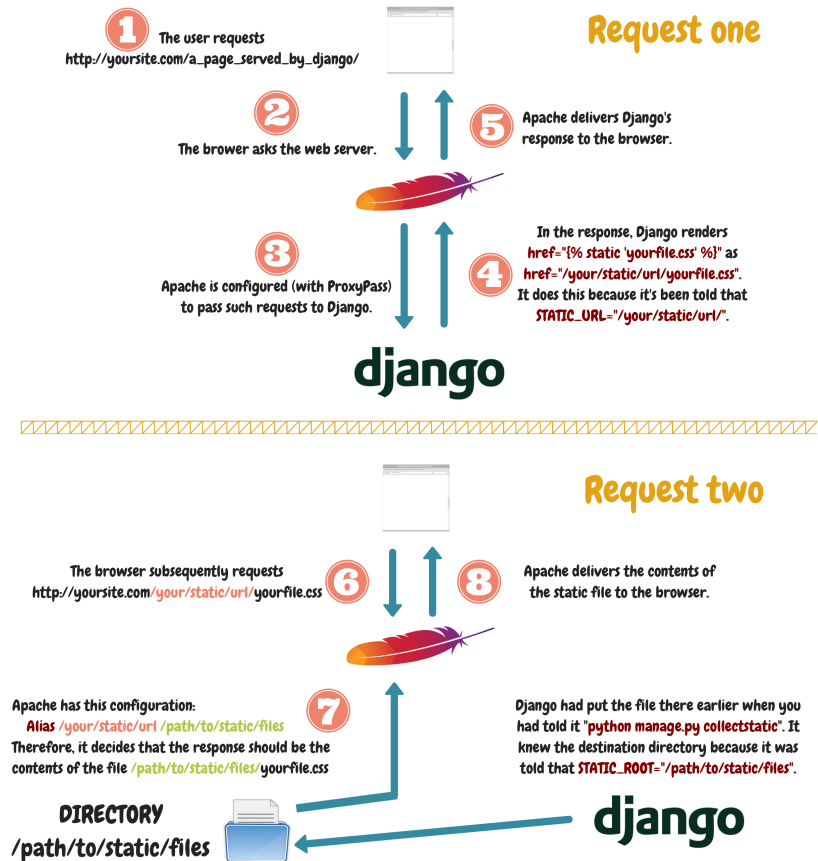 Request one
1
The user requests
http://yoursite.com/a_page_served_by_django/
2
The brower asks the web server.
5
Apache delivers Django's
response to the browser.
3
Apache is configured (with ProxyPass)
to pass such requests to Django.
4
In the response, Django renders
href="{% static 'yourfile.css' %}" as
href="/your/static/url/yourfile.css".
It does this because it's been told that
STATIC_URL="/your/static/url/".
django
Request two
The browser subsequently requests
http://yoursite.com/your/static/url/yourfile.css
6
8
Apache delivers the contents of
the static file to the browser.
7
Apache has this configuration:
Alias /your/static/url /path/to/static/files
Therefore, it decides that the response should be the
contents of the file /path/to/static/files/yourfile.css
Django had put the file there earlier when you
had told it "python manage.py collectstatic". It
knew the destination directory because it was
told that STATIC_ROOT="/path/to/static/files".
DIRECTORY
/path/to/static/files
django